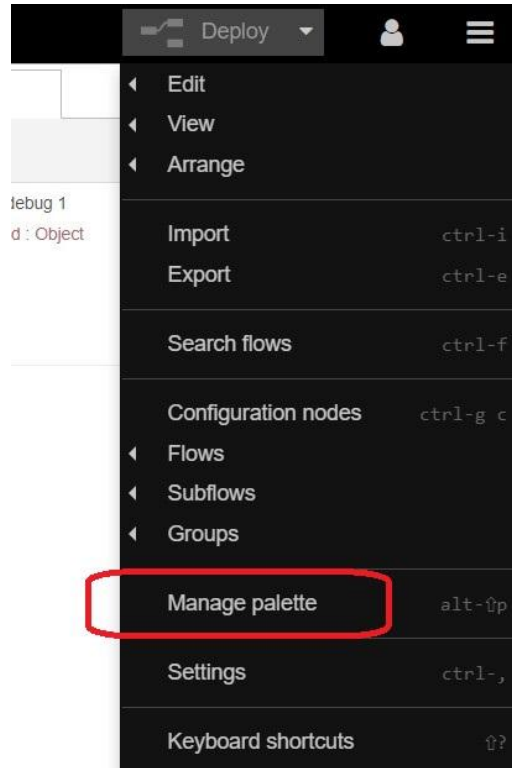 Deploy
Edit
View
Arrange
debug 1
d : Object
Import ctrl-i
Export ctrl-e
Search flows ctrl-f
Configuration nodes ctrl-g c
Flows
Subflows
Groups
Manage palette alt-⇧p
Settings ctrl-,
Keyboard shortcuts ⇧?